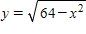 y = √(64 − x²)